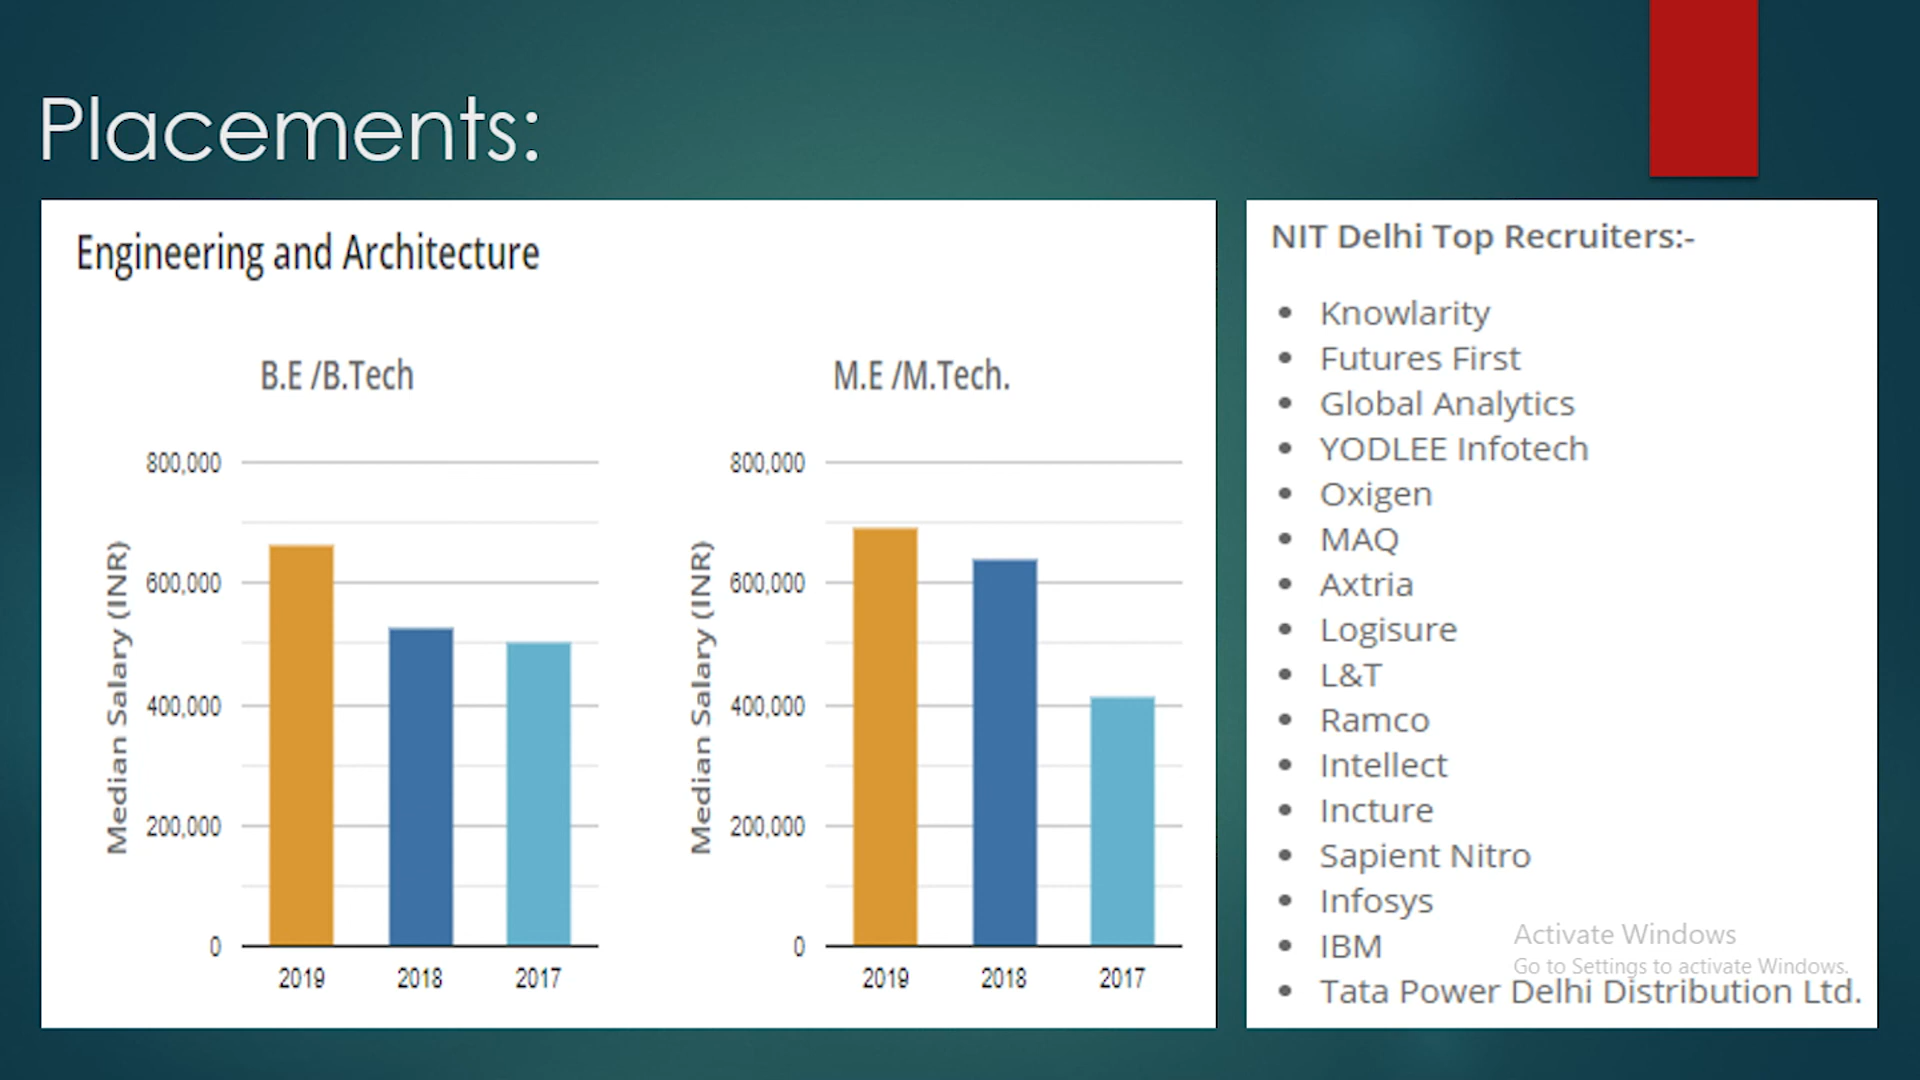 Placements:
Engineering and Architecture
B.E /B.Tech
800,000
600,000
400,000
200,000
0
Median Salary (INR)
2019 2018 2017
M.E /M.Tech.
800,000
600,000
400,000
200,000
0
Median Salary (INR)
2019 2018 2017
NIT Delhi Top Recruiters:-
• Knowlarity
• Futures First
• Global Analytics
• YODLEE Infotech
• Oxigen
• MAQ
• Axtria
• Logisure
• L&T
• Ramco
• Intellect
• Incture
• Sapient Nitro
• Infosys
• IBM
• Tata Power Delhi Distribution Ltd.
Activate Windows
Go to Settings to activate Windows.